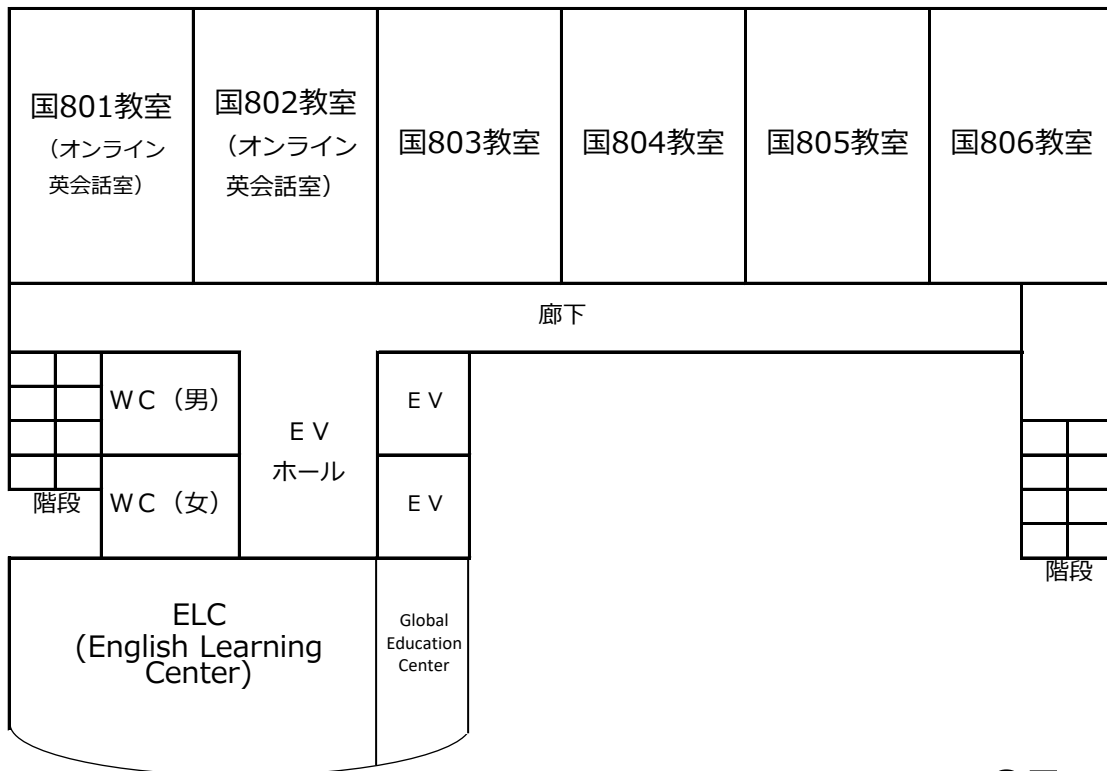 国801教室
（オンライン
英会話室）
国802教室
（オンライン
英会話室）
国803教室
国804教室
国805教室
国806教室
廊下
ＷＣ（男）
ＥＶ
ホール
ＥＶ
ＷＣ（女）
ＥＶ
階段
階段
ELC
(English Learning
Center)
Global
Education
Center